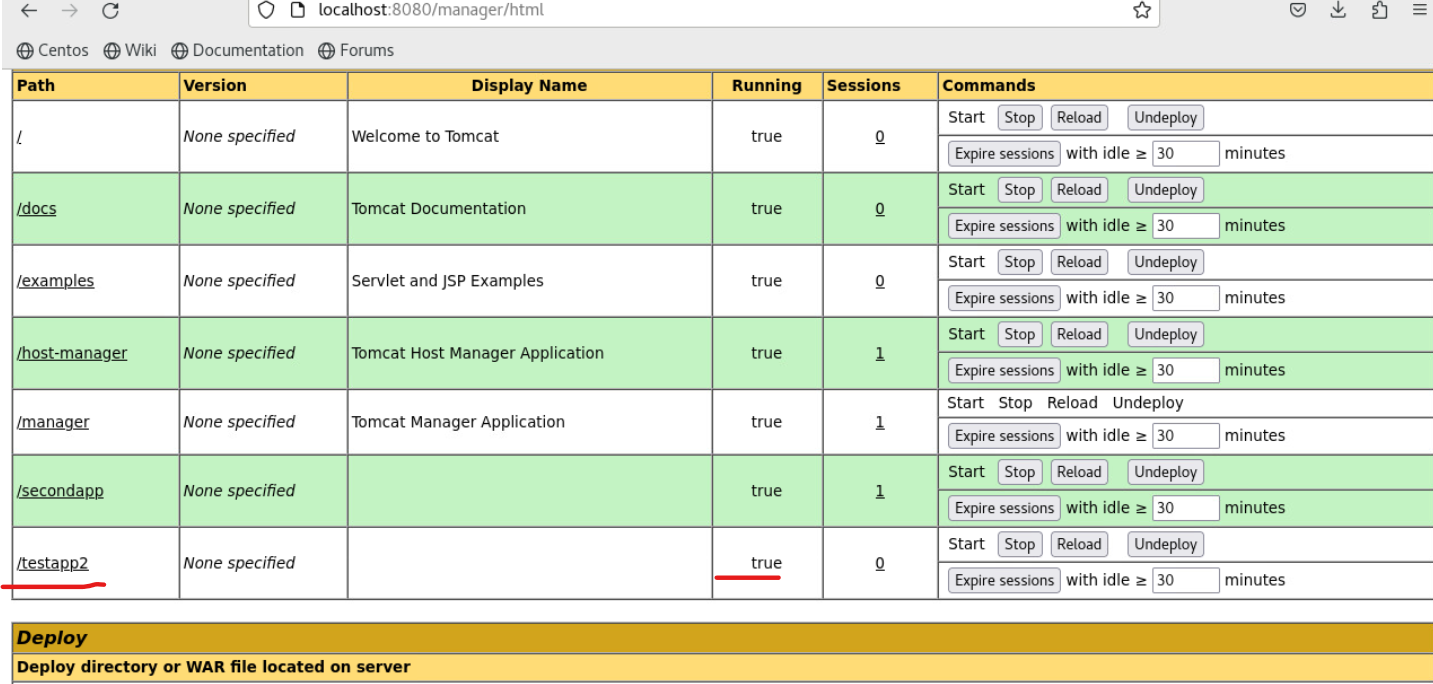 localhost:8080/manager/html
Centos Wiki Documentation Forums
Path Version Display Name Running Sessions Commands
/ None specified Welcome to Tomcat true 0 Start Stop Reload Undeploy
Expire sessions with idle ≥ 30 minutes
/docs None specified Tomcat Documentation true 0 Start Stop Reload Undeploy
Expire sessions with idle ≥ 30 minutes
/examples None specified Servlet and JSP Examples true 0 Start Stop Reload Undeploy
Expire sessions with idle ≥ 30 minutes
/host-manager None specified Tomcat Host Manager Application true 1 Start Stop Reload Undeploy
Expire sessions with idle ≥ 30 minutes
/manager None specified Tomcat Manager Application true 1 Start Stop Reload Undeploy
Expire sessions with idle ≥ 30 minutes
/secondapp None specified true 1 Start Stop Reload Undeploy
Expire sessions with idle ≥ 30 minutes
/testapp2 None specified true 0 Start Stop Reload Undeploy
Expire sessions with idle ≥ 30 minutes
Deploy
Deploy directory or WAR file located on server